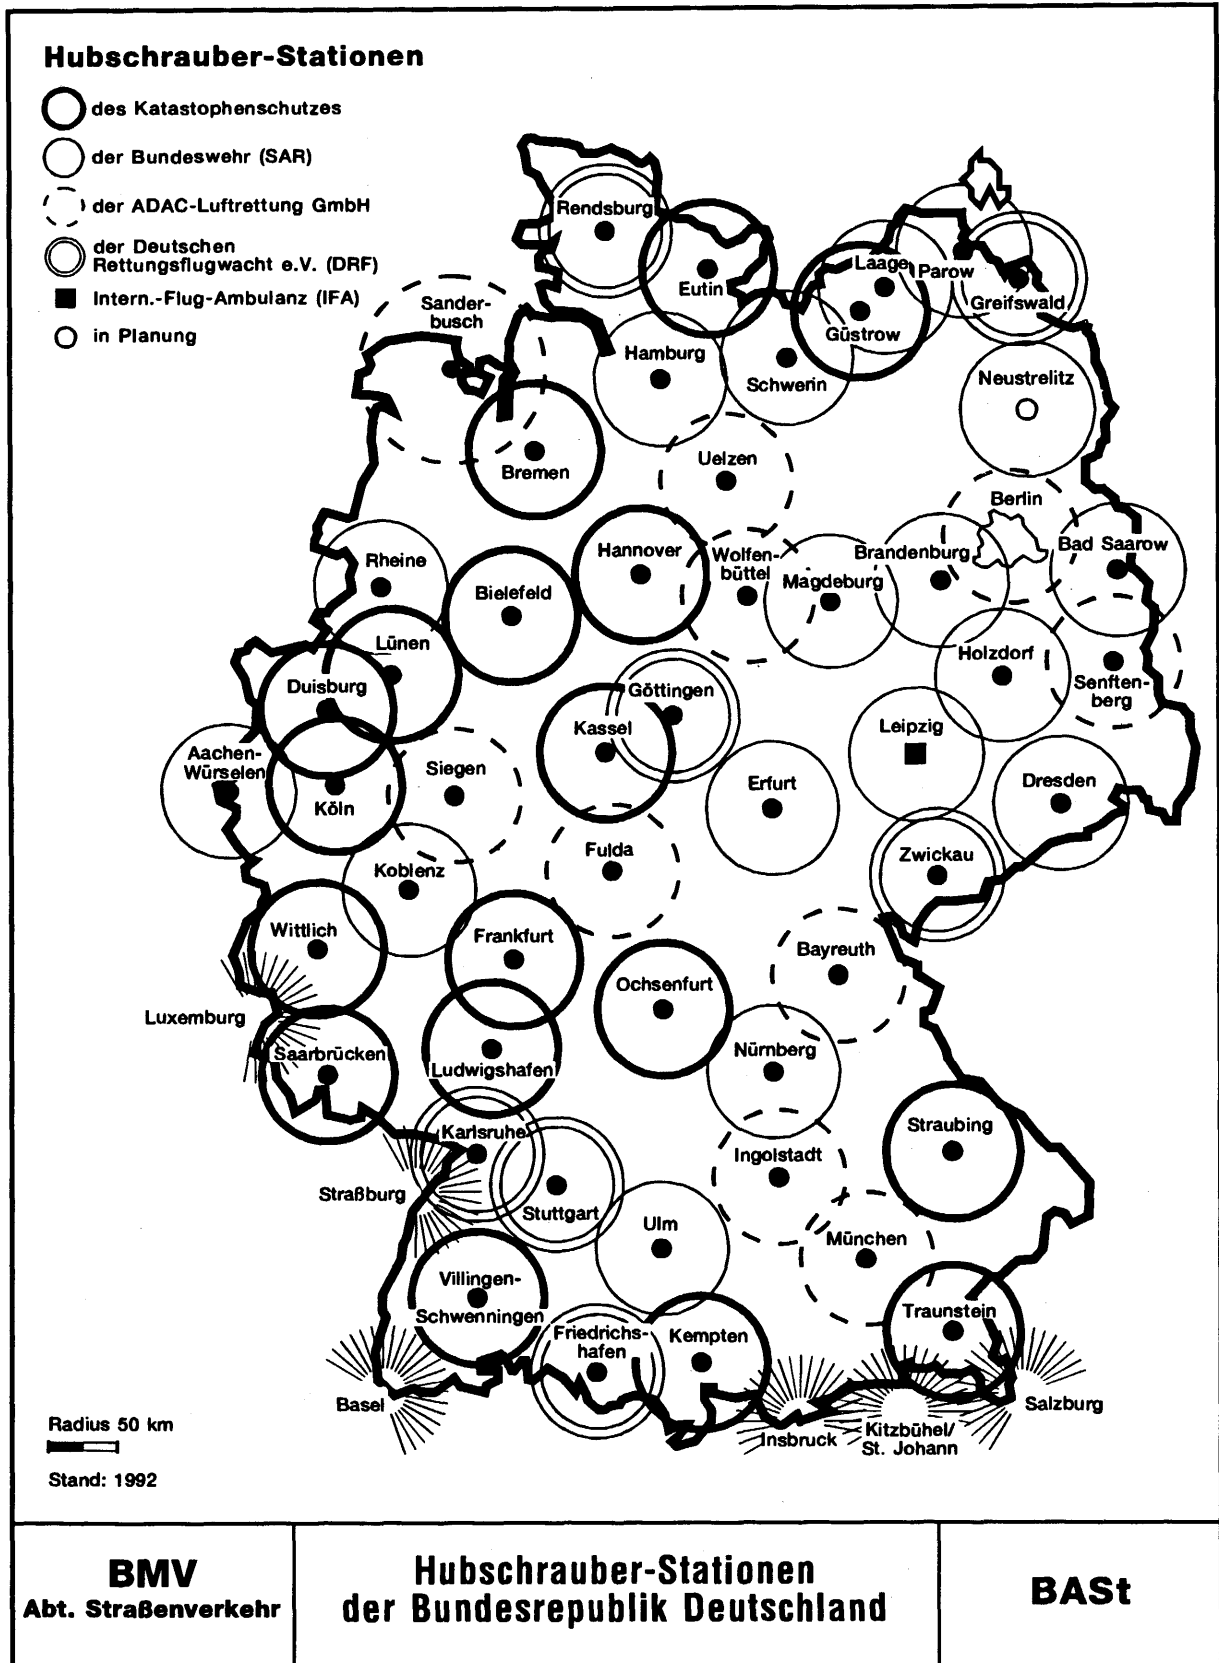 Hubschrauber-Stationen
des Katastophenschutzes
der Bundeswehr (SAR)
der ADAC-Luftrettung GmbH
der Deutschen
Rettungsflugwacht e.V. (DRF)
Intern.-Flug-Ambulanz (IFA)
in Planung
Rendsburg
Eutin
Laage
Parow
Greifswald
Güstrow
Sander-
busch
Hamburg
Schwerin
Neustrelitz
Bremen
Uelzen
Berlin
Rheine
Bielefeld
Hannover
Wolfen-
büttel
Magdeburg
Brandenburg
Bad Saarow
Lünen
Duisburg
Göttingen
Kassel
Holzdorf
Senften-
berg
Leipzig
Aachen-
Würselen
Köln
Siegen
Erfurt
Dresden
Koblenz
Fulda
Zwickau
Wittlich
Frankfurt
Ochsenfurt
Bayreuth
Luxemburg
Saarbrücken
Ludwigshafen
Nürnberg
Karlsruhe
Straubing
Straßburg
Stuttgart
Ingolstadt
Ulm
München
Villingen-
Schwenningen
Friedrichs-
hafen
Kempten
Traunstein
Basel
Insbruck
Kitzbühel/
St. Johann
Salzburg
Radius 50 km
Stand: 1992
BMV
Abt. Straßenverkehr
Hubschrauber-Stationen
der Bundesrepublik Deutschland
BASt